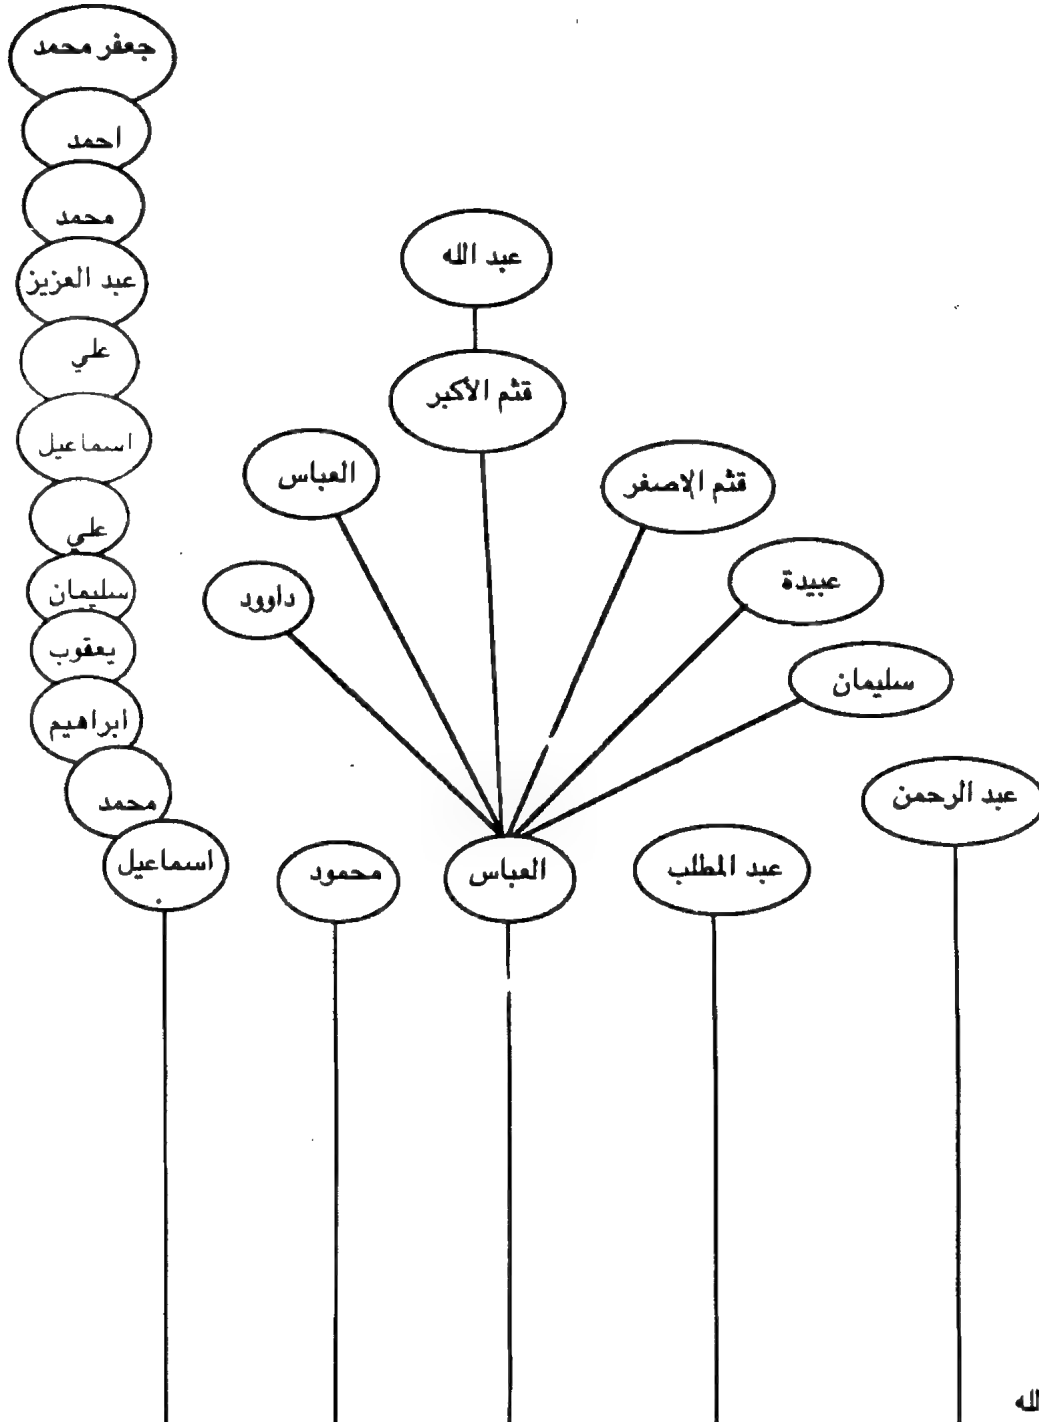 جعفر محمد
احمد
محمد
عبد العزيز
علي
اسماعيل
علي
سليمان
يعقوب
ابراهيم
محمد
اسماعيل
عبد الله
قثم الأكبر
العباس
قثم الاصغر
داوود
عبيدة
سليمان
عبد الرحمن
عبد المطلب
العباس
محمود
لله